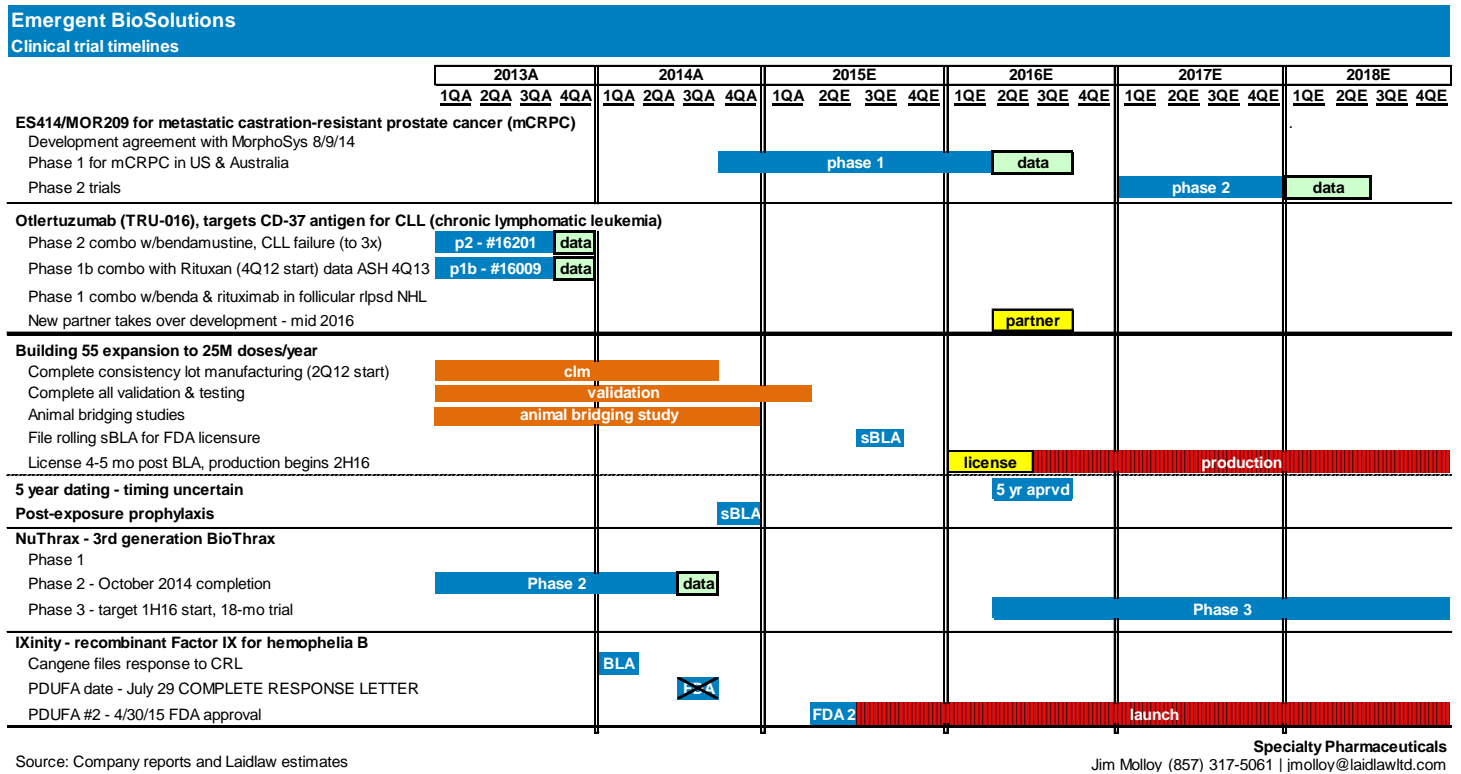 Emergent BioSolutions
Clinical trial timelines
2013A 2014A 2015E 2016E 2017E 2018E
1QA 2QA 3QA 4QA 1QA 2QA 3QA 4QA 1QA 2QE 3QE 4QE 1QE 2QE 3QE 4QE 1QE 2QE 3QE 4QE 1QE 2QE 3QE 4QE
ES414/MOR209 for metastatic castration-resistant prostate cancer (mCRPC) .
Development agreement with MorphoSys 8/9/14
Phase 1 for mCRPC in US & Australia phase 1 data
Phase 2 trials phase 2 data
Otlertuzumab (TRU-016), targets CD-37 antigen for CLL (chronic lymphomatic leukemia)
Phase 2 combo w/bendamustine, CLL failure (to 3x) p2 - #16201 data
Phase 1b combo with Rituxan (4Q12 start) data ASH 4Q13 p1b - #16009 data
Phase 1 combo w/benda & rituximab in follicular rlpsd NHL
New partner takes over development - mid 2016 partner
Building 55 expansion to 25M doses/year
Complete consistency lot manufacturing (2Q12 start) clm
Complete all validation & testing validation
Animal bridging studies animal bridging study
File rolling sBLA for FDA licensure sBLA
License 4-5 mo post BLA, production begins 2H16 license production
5 year dating - timing uncertain 5 yr aprvd
Post-exposure prophylaxis sBLA
NuThrax - 3rd generation BioThrax
Phase 1
Phase 2 - October 2014 completion Phase 2 data
Phase 3 - target 1H16 start, 18-mo trial Phase 3
IXinity - recombinant Factor IX for hemophelia B
Cangene files response to CRL BLA
PDUFA date - July 29 COMPLETE RESPONSE LETTER FDA
PDUFA #2 - 4/30/15 FDA approval FDA 2 launch
Specialty Pharmaceuticals
Source: Company reports and Laidlaw estimates Jim Molloy (857) 317-5061 | jmolloy@laidlawltd.com